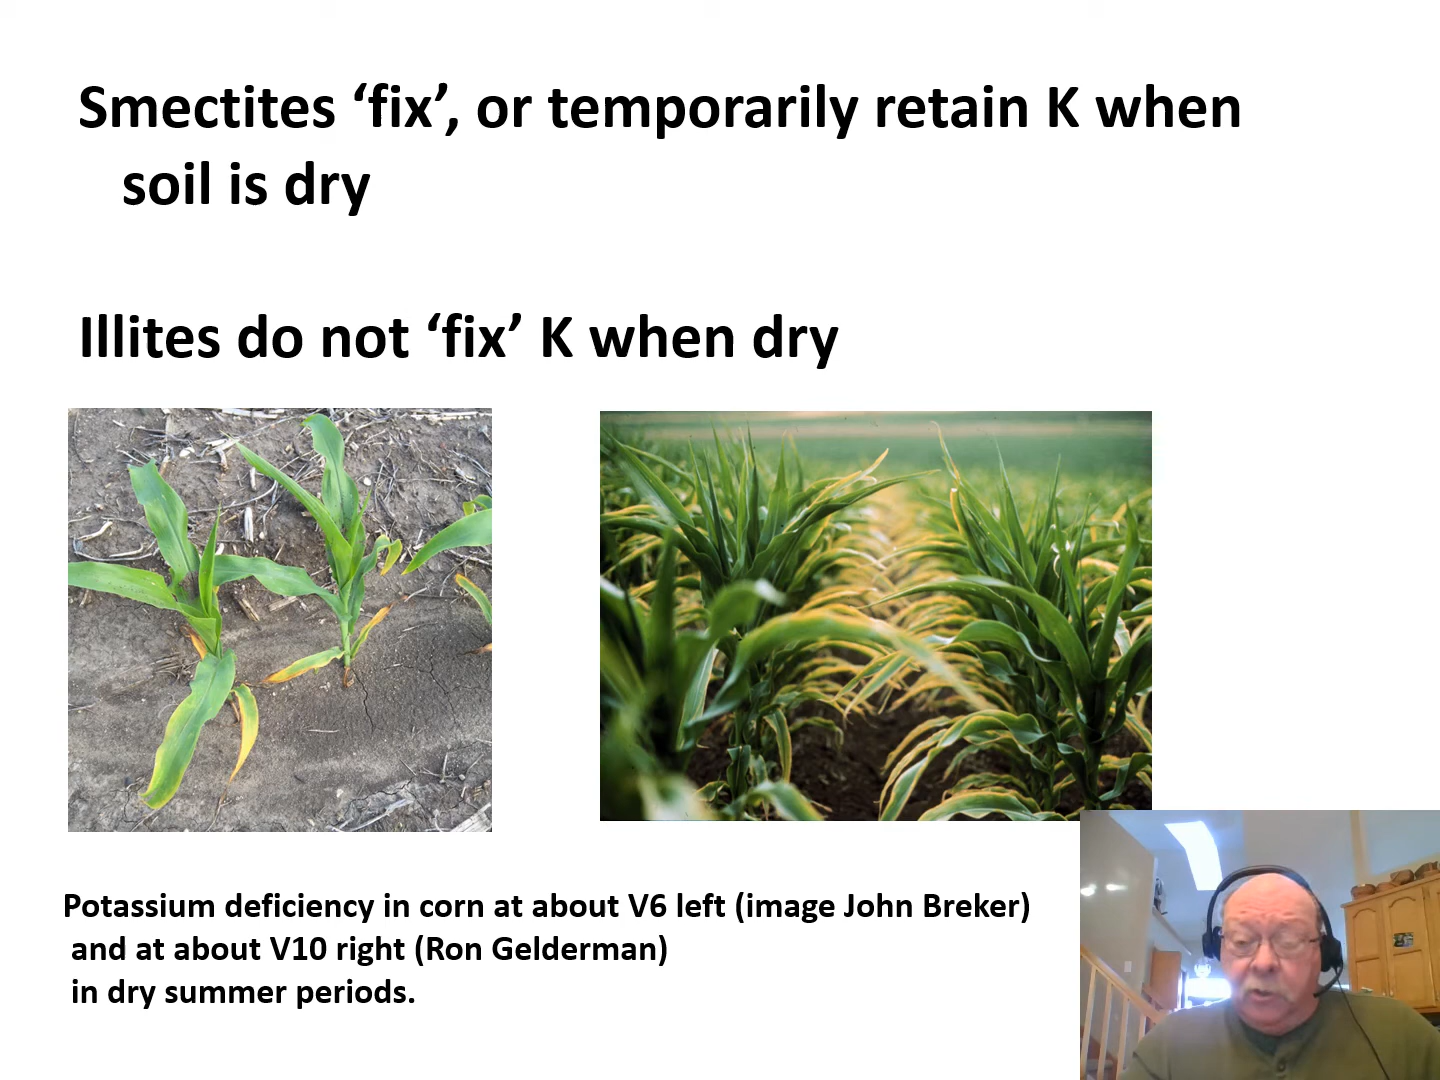 Smectites ‘fix’, or temporarily retain K when
soil is dry
Illites do not ‘fix’ K when dry
Potassium deficiency in corn at about V6 left (image John Breker)
and at about V10 right (Ron Gelderman)
in dry summer periods.